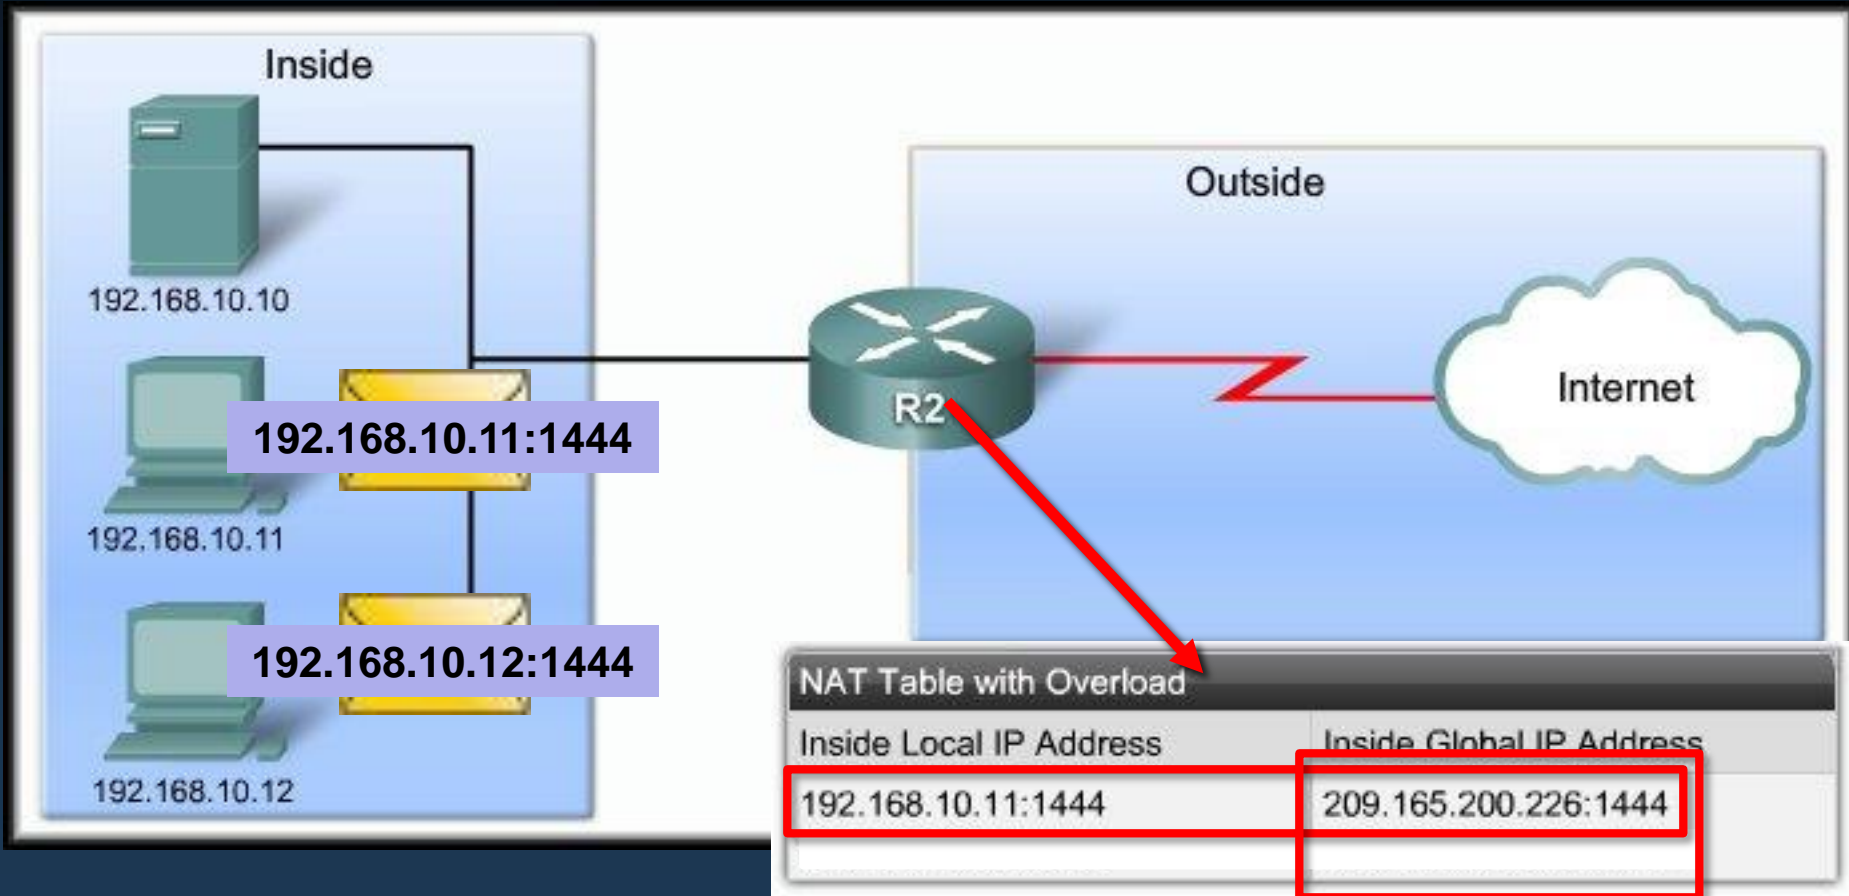 Inside
192.168.10.10
192.168.10.11:1444
192.168.10.11
192.168.10.12:1444
192.168.10.12
Outside
R2
Internet
NAT Table with Overload
Inside Local IP Address Inside Global IP Address
192.168.10.11:1444 209.165.200.226:1444